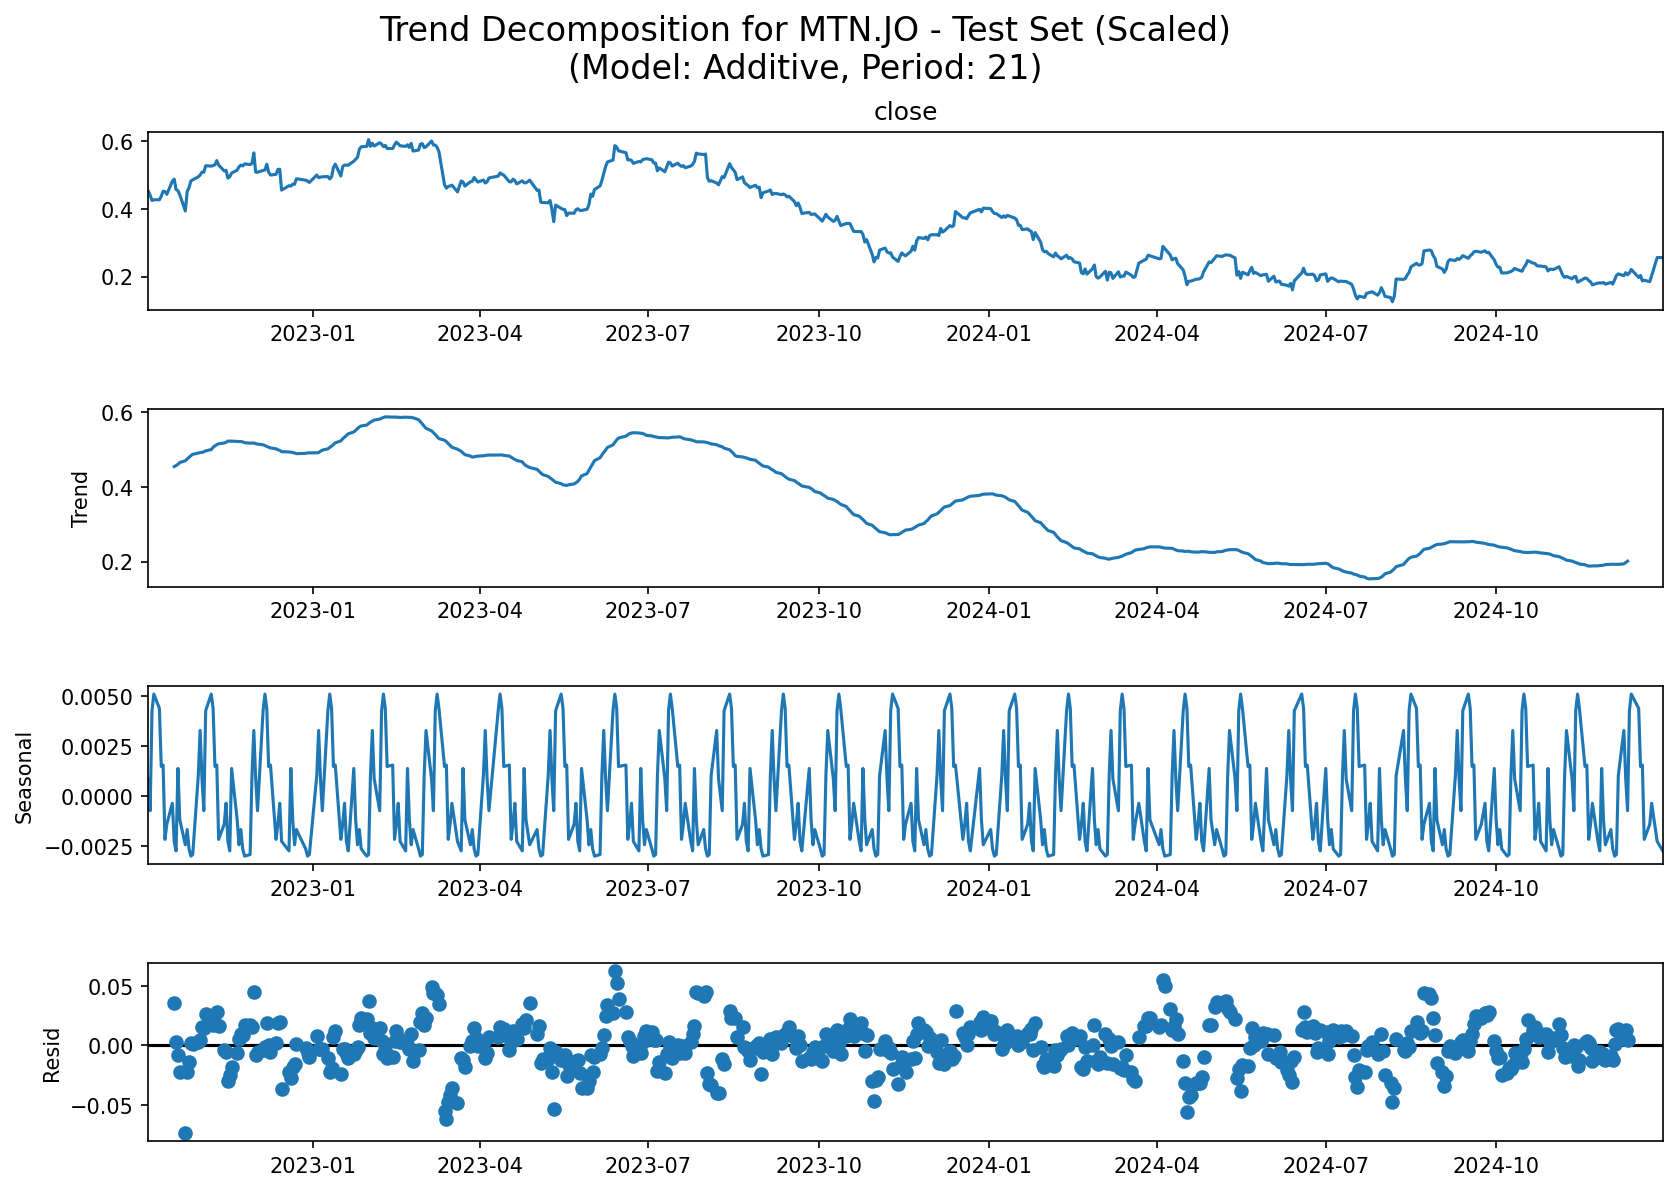 Trend Decomposition for MTN.JO - Test Set (Scaled)
(Model: Additive, Period: 21)
close
0.6
0.4
0.2
2023-01 2023-04 2023-07 2023-10 2024-01 2024-04 2024-07 2024-10
Trend
0.6
0.4
0.2
2023-01 2023-04 2023-07 2023-10 2024-01 2024-04 2024-07 2024-10
Seasonal
0.0050
0.0025
0.0000
−0.0025
2023-01 2023-04 2023-07 2023-10 2024-01 2024-04 2024-07 2024-10
Resid
0.05
0.00
−0.05
2023-01 2023-04 2023-07 2023-10 2024-01 2024-04 2024-07 2024-10